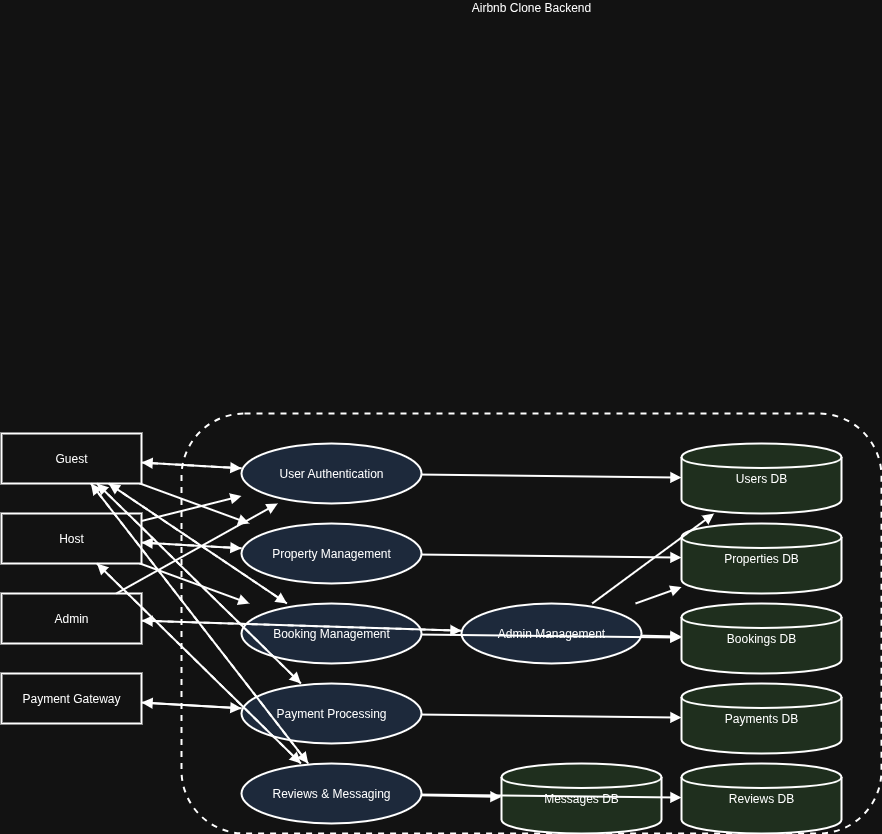 Airbnb Clone Backend
Guest
User Authentication
Users DB
Host
Property Management
Properties DB
Admin
Booking Management
Admin Management
Bookings DB
Payment Gateway
Payment Processing
Payments DB
Reviews & Messaging
Messages DB
Reviews DB